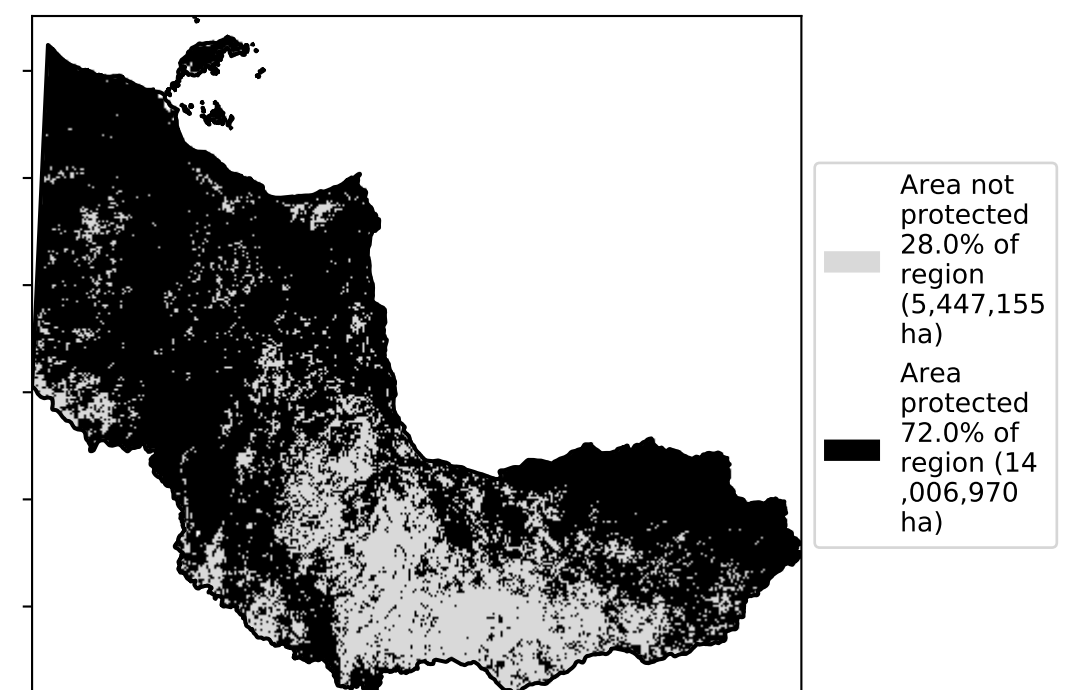 Area not
protected
28.0% of
region
(5,447,155
ha)
Area
protected
72.0% of
region (14
,006,970
ha)